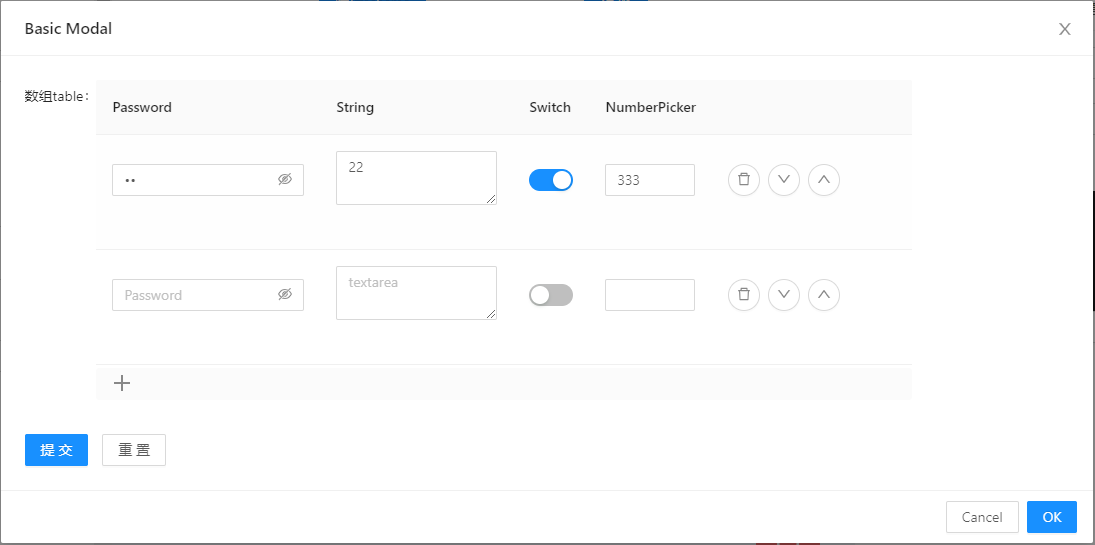 Basic Modal
数组table：
Password String Switch NumberPicker
•• 22 333
Password textarea
提 交 重 置
Cancel OK